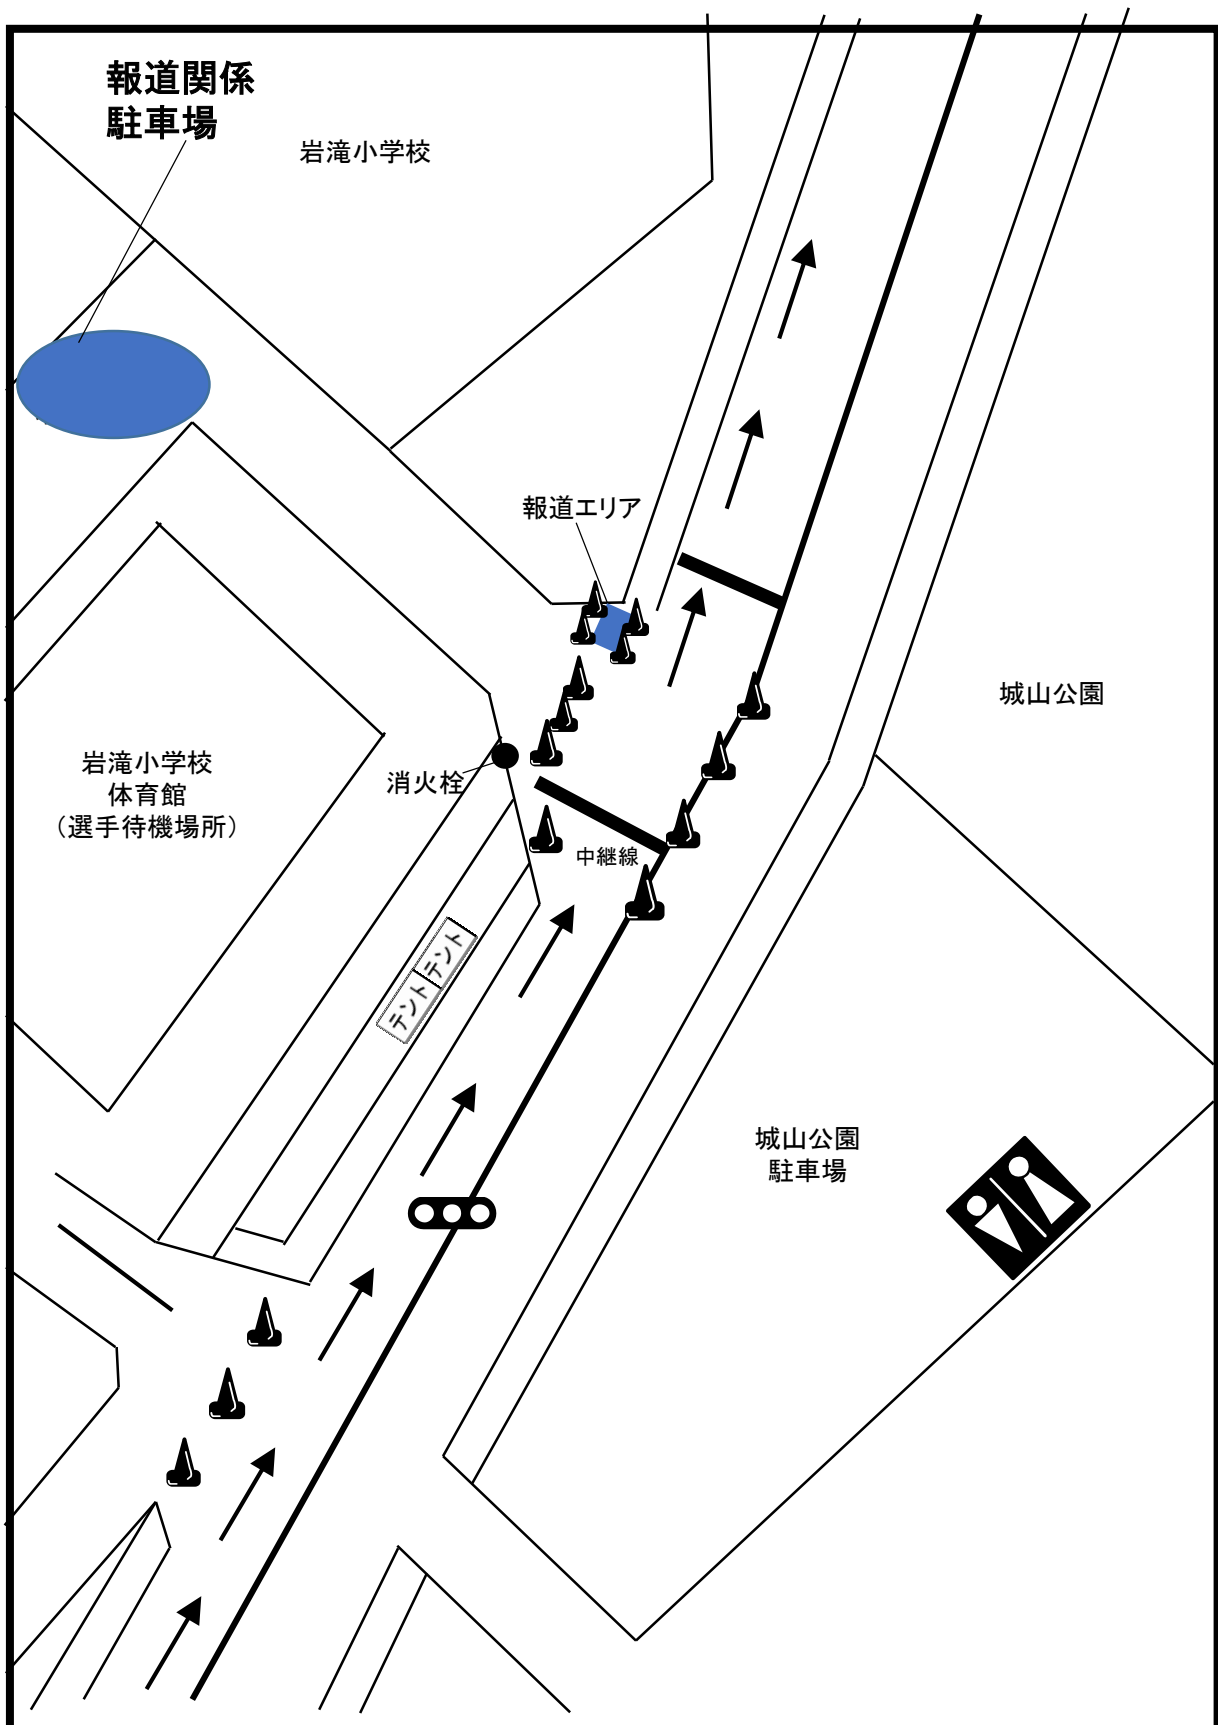 報道関係
駐車場
岩滝小学校
報道エリア
城山公園
岩滝小学校
体育館
（選手待機場所）
消火栓
中継線
テント
テント
城山公園
駐車場